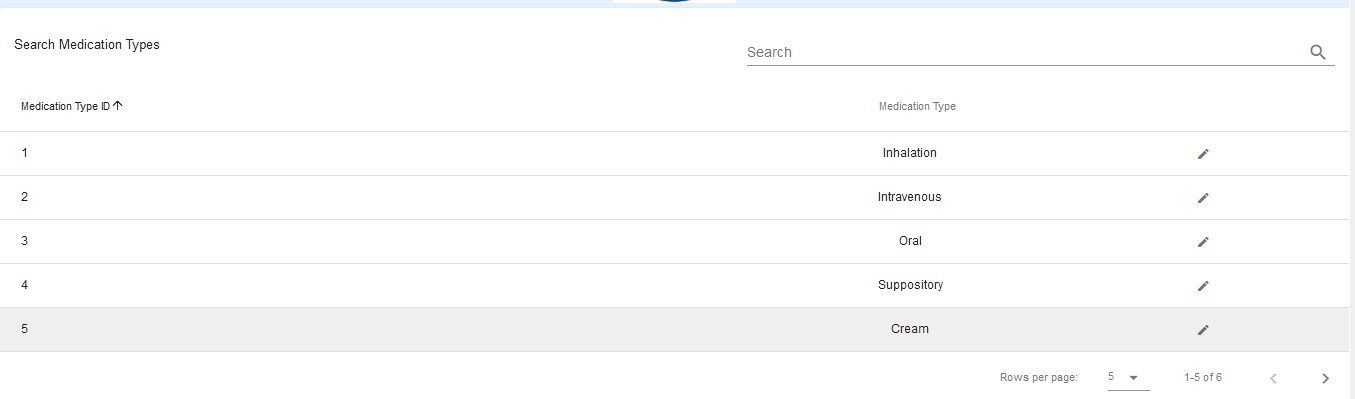 Search Medication Types
Search
Medication Type ID Medication Type
1 Inhalation
2 Intravenous
3 Oral
4 Suppository
5 Cream
Rows per page: 5 1-5 of 6